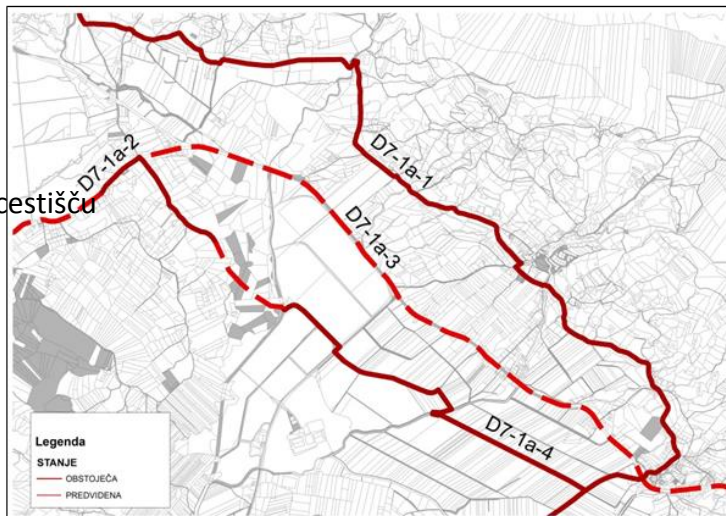 D7-1a-2
D7-1a-1
cestišču
D7-1a-3
D7-1a-4
Legenda
STANJE
OBSTOJEČA
PREDVIDENA